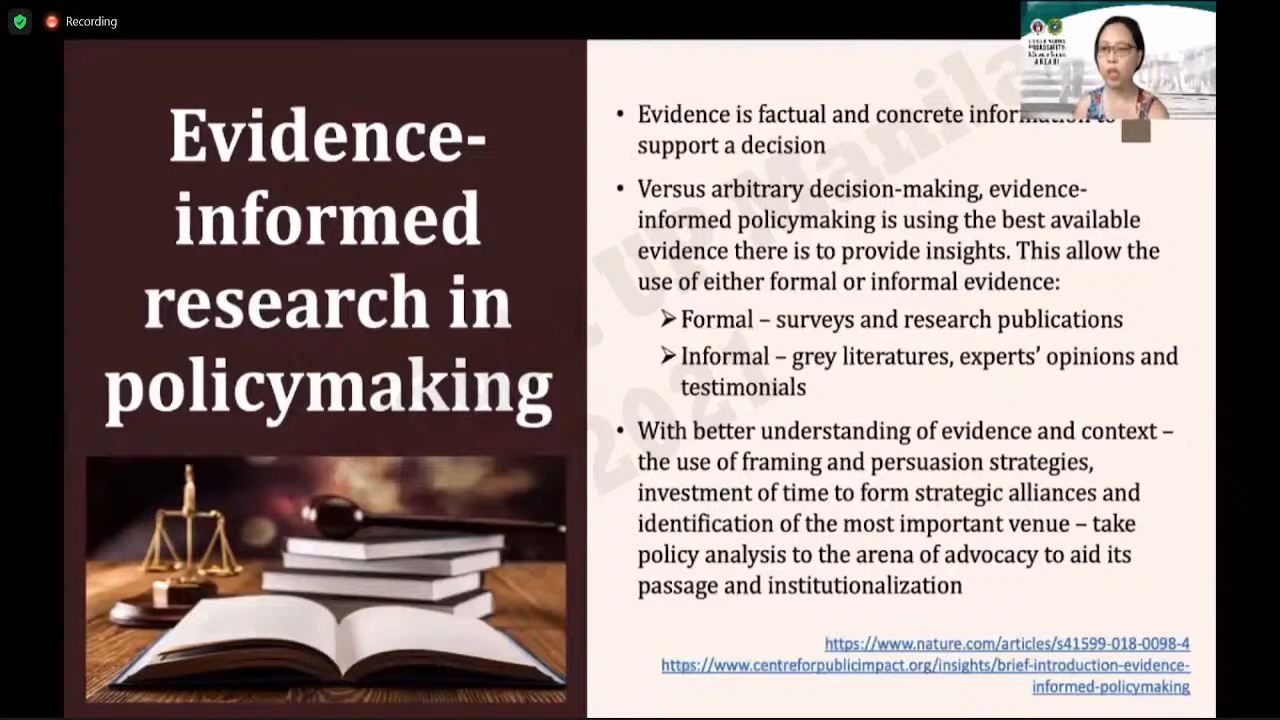 Recording
Evidence-
informed
research in
policymaking
• Evidence is factual and concrete information to
support a decision
• Versus arbitrary decision-making, evidence-
informed policymaking is using the best available
evidence there is to provide insights. This allow the
use of either formal or informal evidence:
➢ Formal – surveys and research publications
➢ Informal – grey literatures, experts’ opinions and
testimonials
• With better understanding of evidence and context –
the use of framing and persuasion strategies,
investment of time to form strategic alliances and
identification of the most important venue – take
policy analysis to the arena of advocacy to aid its
passage and institutionalization
https://www.nature.com/articles/s41599-018-0098-4
https://www.centreforpublicimpact.org/insights/brief-introduction-evidence-
informed-policymaking
UP Manila
2021